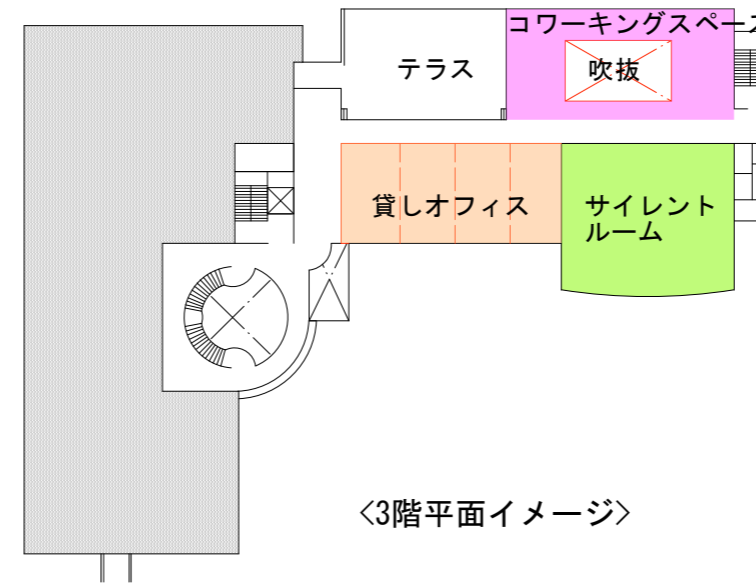 コワーキングスペース
テラス
吹抜
貸しオフィス
サイレント
ルーム
<3階平面イメージ>